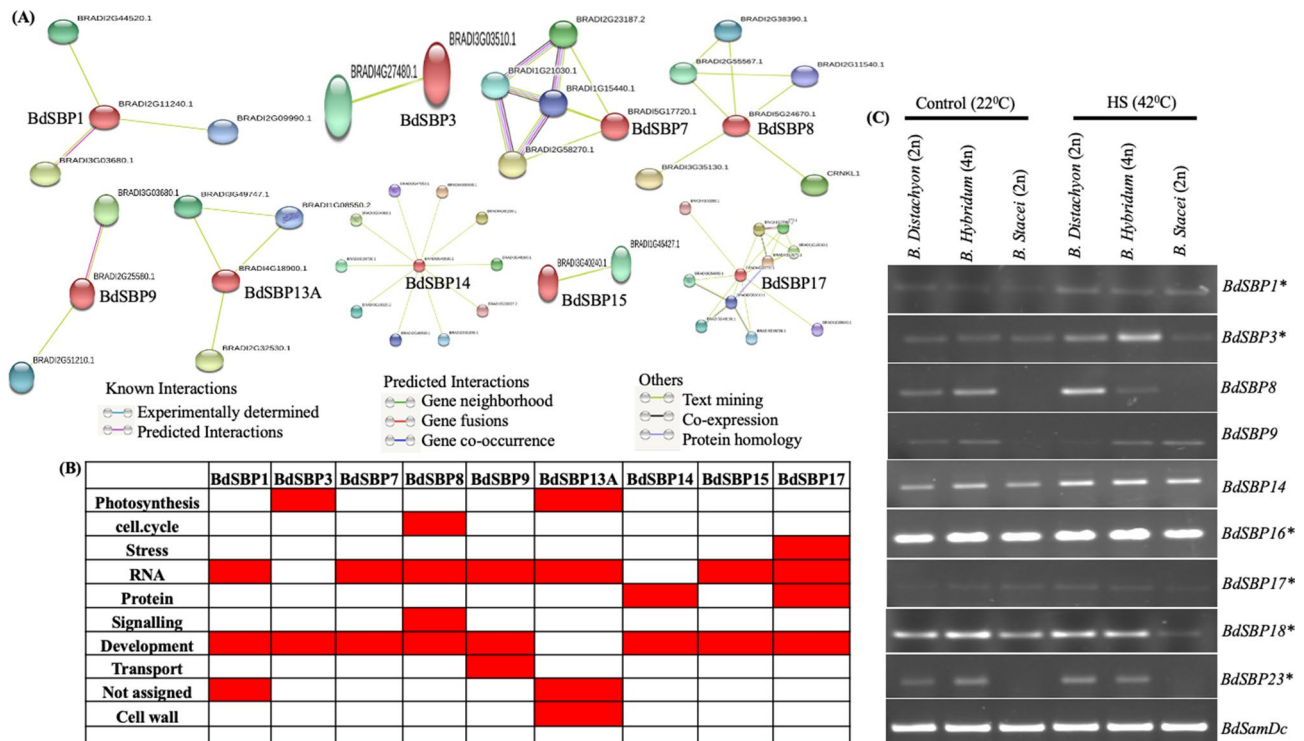 (A)
BRADI2G44520.1
BRADI2G11240.1
BdSBP1
BRADI2G09990.1
BRADI3G03680.1
BRADI3G03510.1
BRADI4G27480.1
BdSBP3
BRADI2G23187.2
BRADI1G21030.1
BRADI1G15440.1
BRADI5G17720.1
BdSBP7
BRADI2G58270.1
BRADI2G38390.1
BRADI2G55567.1
BRADI2G11540.1
BRADI5G24670.1
BdSBP8
BRADI3G35130.1
CRNKL1
BRADI3G03680.1
BRADI2G25580.1
BdSBP9
BRADI2G51210.1
BRADI3G49747.1
BRADI1G08550.2
BRADI4G18900.1
BdSBP13A
BRADI2G32530.1
BdSBP14
BRADI1G45427.1
BRADI3G40240.1
BdSBP15
BdSBP17
Known Interactions
Experimentally determined
Predicted Interactions
Predicted Interactions
Gene neighborhood
Gene fusions
Gene co-occurrence
Others
Text mining
Co-expression
Protein homology
(B)
BdSBP1 BdSBP3 BdSBP7 BdSBP8 BdSBP9 BdSBP13A BdSBP14 BdSBP15 BdSBP17
Photosynthesis
cell.cycle
Stress
RNA
Protein
Signalling
Development
Transport
Not assigned
Cell wall
(C)
Control (22⁰C) HS (42⁰C)
B. Distachyon (2n)
B. Hybridum (4n)
B. Stacei (2n)
B. Distachyon (2n)
B. Hybridum (4n)
B. Stacei (2n)
BdSBP1*
BdSBP3*
BdSBP8
BdSBP9
BdSBP14
BdSBP16*
BdSBP17*
BdSBP18*
BdSBP23*
BdSamDc